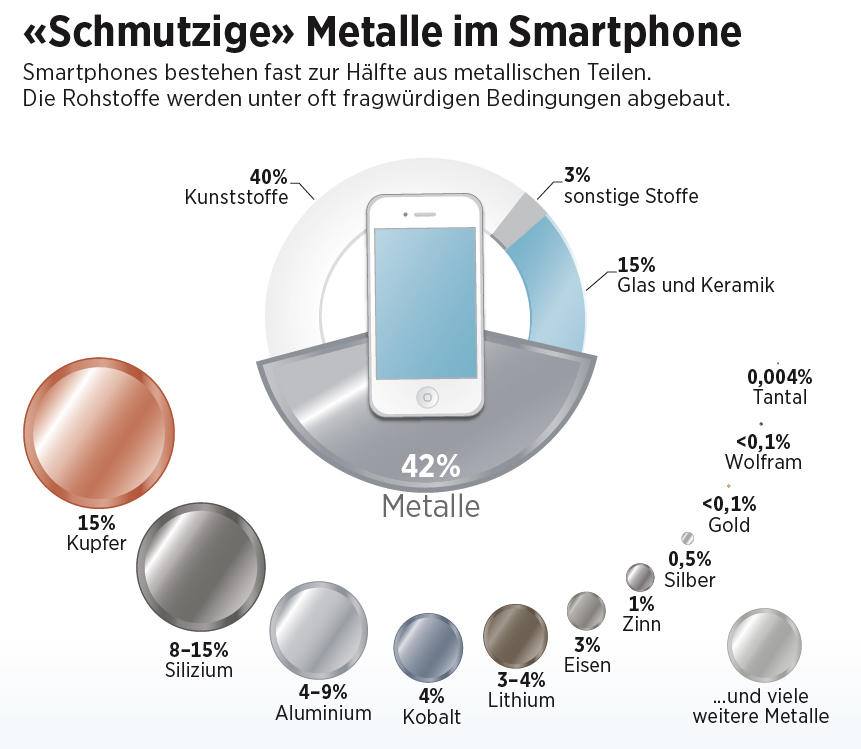 «Schmutzige» Metalle im Smartphone
Smartphones bestehen fast zur Hälfte aus metallischen Teilen.
Die Rohstoffe werden unter oft fragwürdigen Bedingungen abgebaut.
40%
Kunststoffe
3%
sonstige Stoffe
15%
Glas und Keramik
42%
Metalle
15%
Kupfer
8–15%
Silizium
4–9%
Aluminium
4%
Kobalt
3–4%
Lithium
3%
Eisen
1%
Zinn
0,5%
Silber
<0,1%
Gold
<0,1%
Wolfram
0,004%
Tantal
...und viele
weitere Metalle